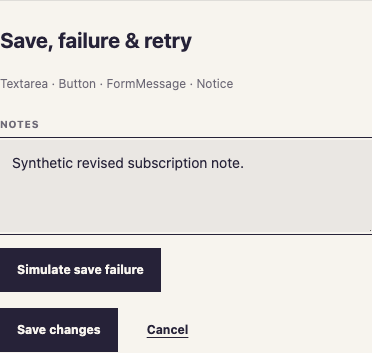 Save, failure & retry
Textarea · Button · FormMessage · Notice
NOTES
Synthetic revised subscription note.
Simulate save failure
Save changes Cancel